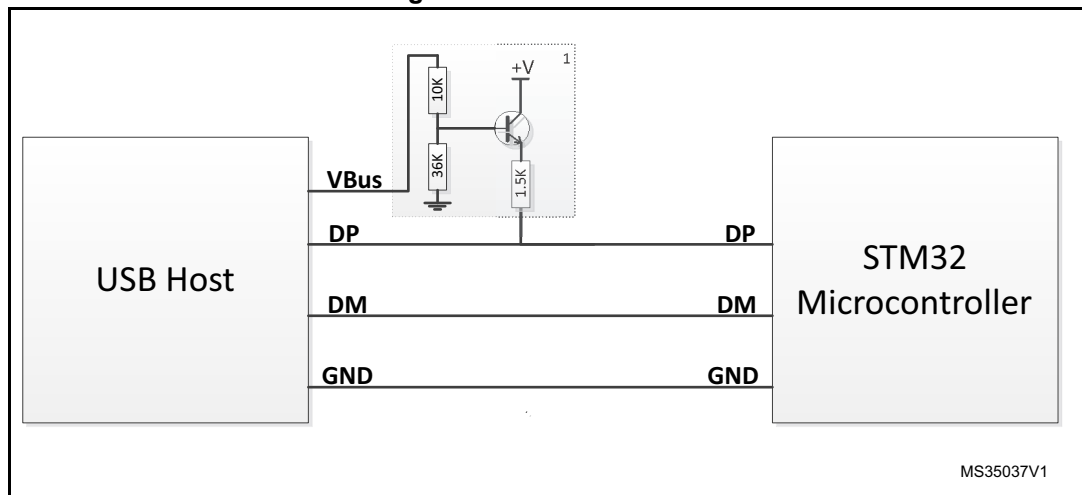 +V
1
10K
36K
1.5K
VBus
DP
DP
USB Host
STM32
Microcontroller
DM
DM
GND
GND
MS35037V1